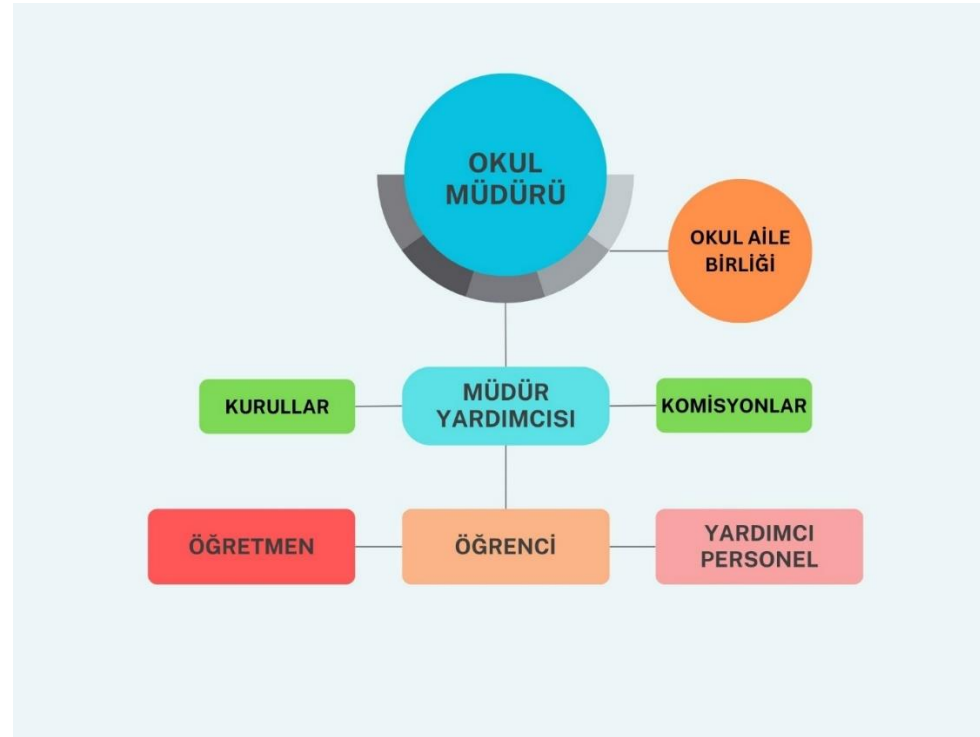 OKUL
MÜDÜRÜ
OKUL AİLE
BİRLİĞİ
KURULLAR
MÜDÜR
YARDIMCISI
KOMİSYONLAR
ÖĞRETMEN
ÖĞRENCİ
YARDIMCI
PERSONEL